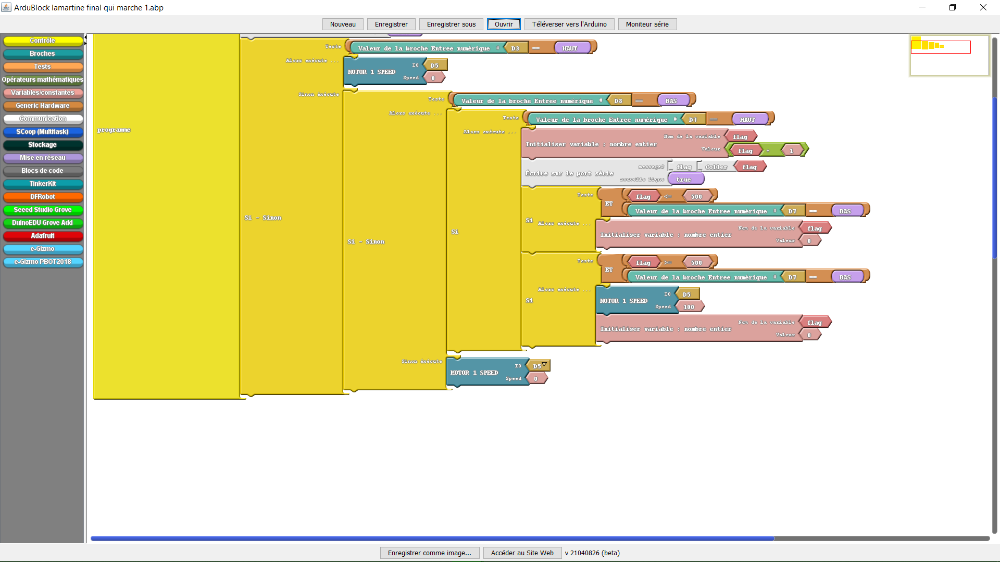 ArduBlock lamartine final qui marche 1.abp
Nouveau Enregistrer Enregistrer sous Ouvrir Téléverser vers l'Arduino Moniteur série
Contrôle
Broches
Tests
Opérateurs mathématiques
Variables/constantes
Generic Hardware
Communication
SCoop (Multitask)
Stockage
Mise en réseau
Blocs de code
TinkerKit
DFRobot
Seeed Studio Grove
DuinoEDU Grove Add
Adafruit
e-Gizmo
e-Gizmo PBOT2018
programme
Si - Sinon
Teste Valeur de la broche Entree numérique # D3 == HAUT
Alors exécute ...
MOTOR 1 SPEED IO D5
Speed 0
Sinon éxécute
Si - Sinon
Teste Valeur de la broche Entree numérique # D8 == BAS
Alors exécute ...
Si
Teste Valeur de la broche Entree numérique # D7 == HAUT
Alors exécute ...
Initialiser variable : nombre entier Nom de la variable flag
Valeur flag + 1
Écrire sur le port série message2 flag Coller flag
nouvelle ligne true
Si
Teste ET flag <= 500
Valeur de la broche Entree numérique # D7 == BAS
Alors exécute ...
Initialiser variable : nombre entier Nom de la variable flag
Valeur 0
Si
Teste ET flag >= 500
Valeur de la broche Entree numérique # D7 == BAS
Alors exécute ...
MOTOR 1 SPEED IO D5
Speed 100
Initialiser variable : nombre entier Nom de la variable flag
Valeur 0
Sinon éxécute
MOTOR 1 SPEED IO D5
Speed 0
Enregistrer comme image... Accéder au Site Web v 21040826 (beta)